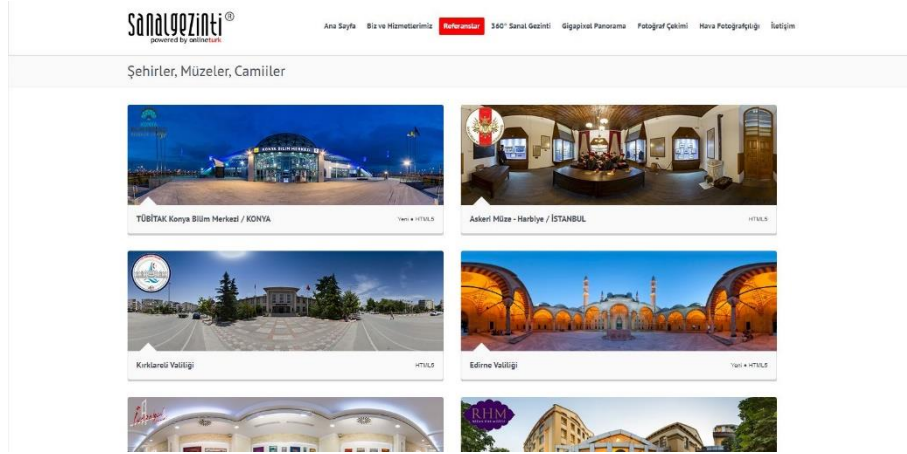 sanalgezinti®
powered by onlineturk
Ana Sayfa Biz ve Hizmetlerimiz Referanslar 360° Sanal Gezinti Gigapixel Panorama Fotoğraf Çekimi Hava Fotoğrafçılığı İletişim
Şehirler, Müzeler, Camiiler
KONYA BİLİM MERKEZİ
TÜBİTAK Konya Bilim Merkezi / KONYA Yeni • HTML5
Askeri Müze - Harbiye / İSTANBUL HTML5
Kırklareli Valiliği HTML5
Edirne Valiliği Yeni • HTML5
RHM